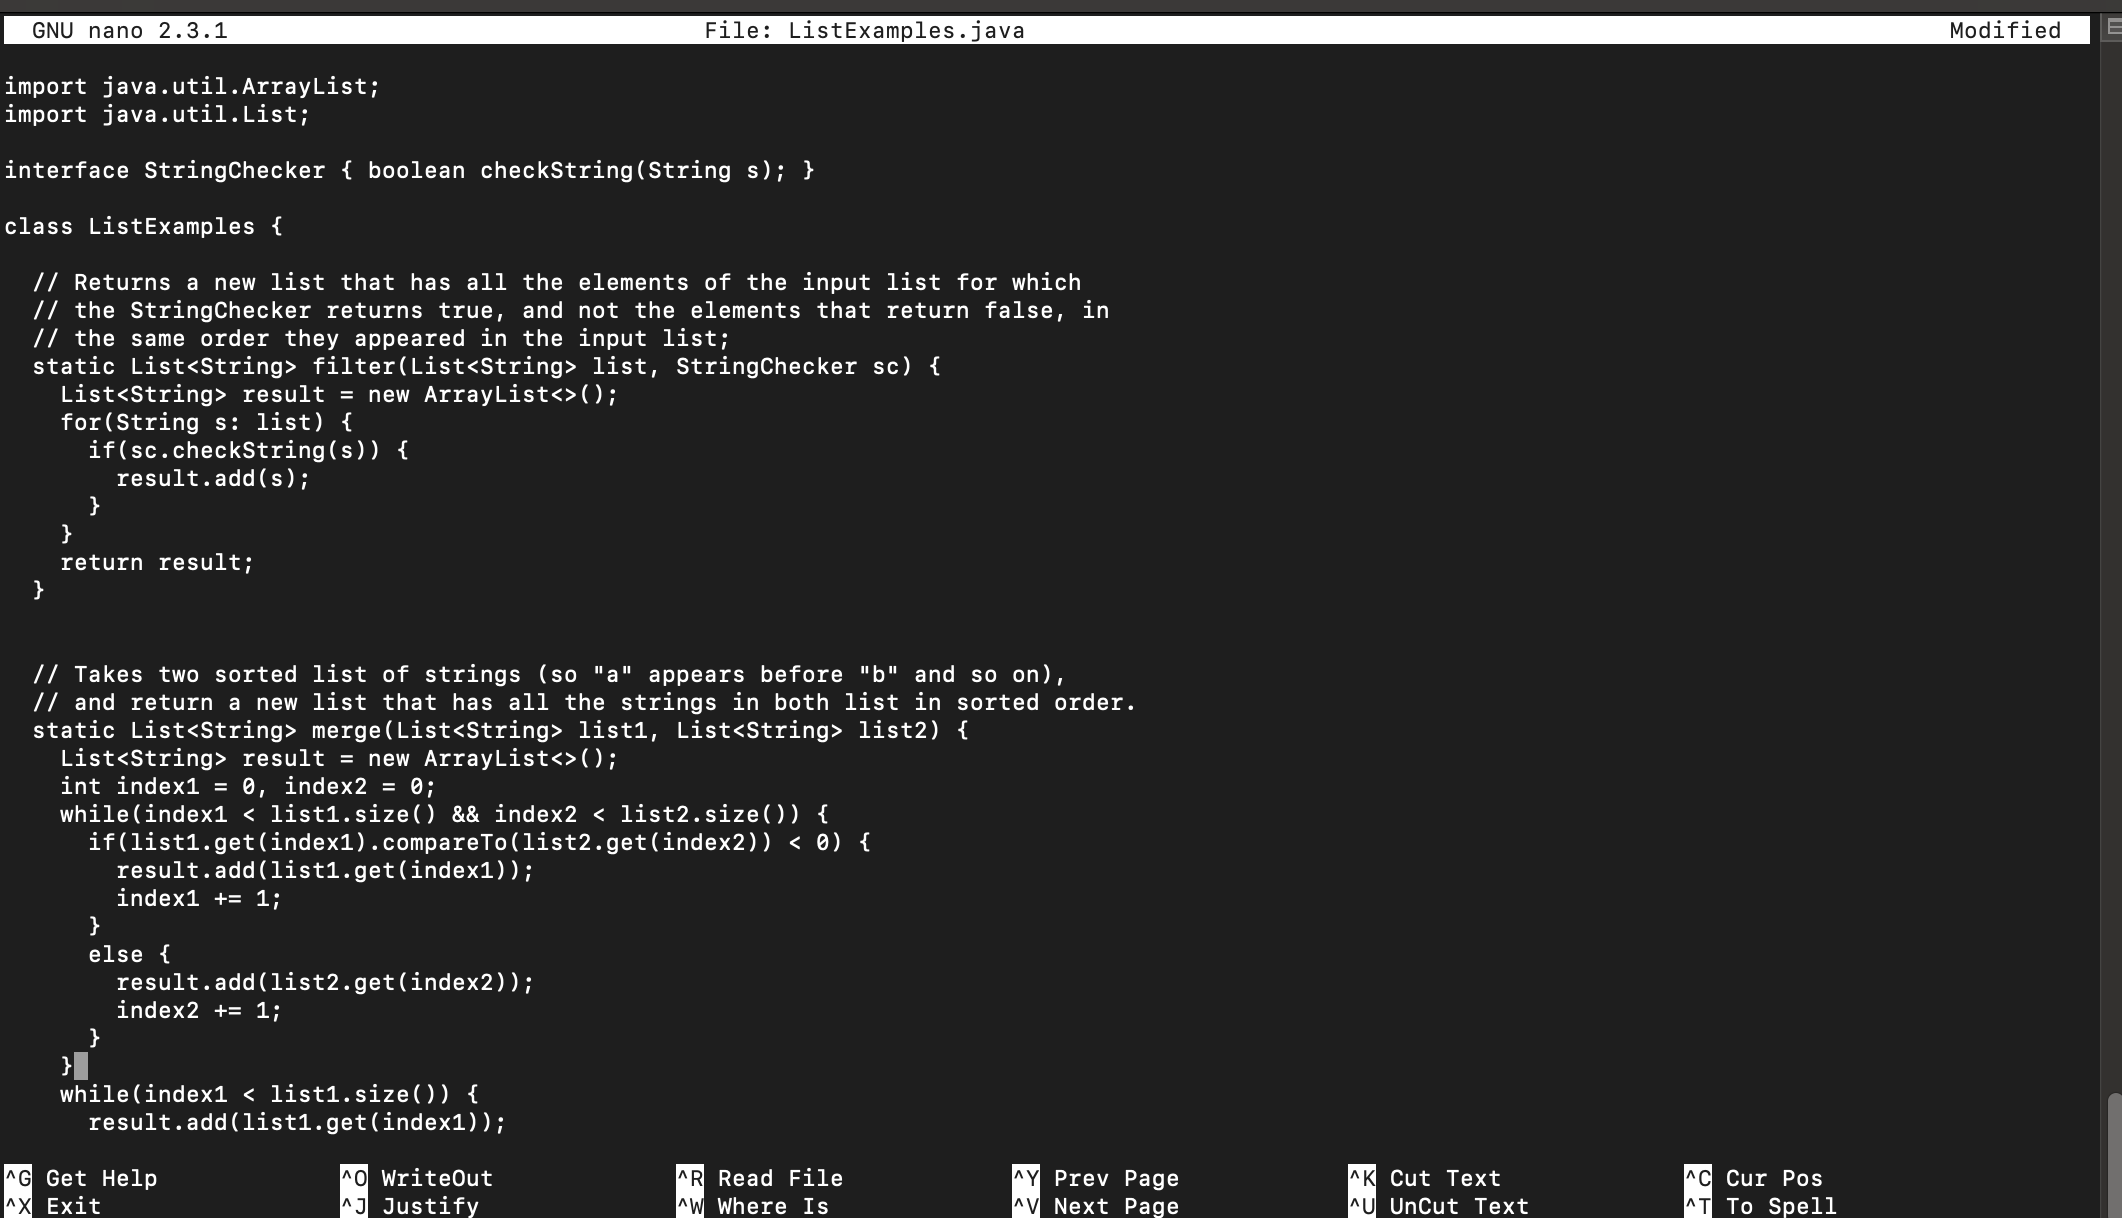 GNU nano 2.3.1 File: ListExamples.java Modified
import java.util.ArrayList;
import java.util.List;
interface StringChecker { boolean checkString(String s); }
class ListExamples {
  // Returns a new list that has all the elements of the input list for which
  // the StringChecker returns true, and not the elements that return false, in
  // the same order they appeared in the input list;
  static List<String> filter(List<String> list, StringChecker sc) {
    List<String> result = new ArrayList<>();
    for(String s: list) {
      if(sc.checkString(s)) {
        result.add(s);
      }
    }
    return result;
  }
  // Takes two sorted list of strings (so "a" appears before "b" and so on),
  // and return a new list that has all the strings in both list in sorted order.
  static List<String> merge(List<String> list1, List<String> list2) {
    List<String> result = new ArrayList<>();
    int index1 = 0, index2 = 0;
    while(index1 < list1.size() && index2 < list2.size()) {
      if(list1.get(index1).compareTo(list2.get(index2)) < 0) {
        result.add(list1.get(index1));
        index1 += 1;
      }
      else {
        result.add(list2.get(index2));
        index2 += 1;
      }
    }
    while(index1 < list1.size()) {
      result.add(list1.get(index1));
^G Get Help ^O WriteOut ^R Read File ^Y Prev Page ^K Cut Text ^C Cur Pos
^X Exit ^J Justify ^W Where Is ^V Next Page ^U UnCut Text ^T To Spell